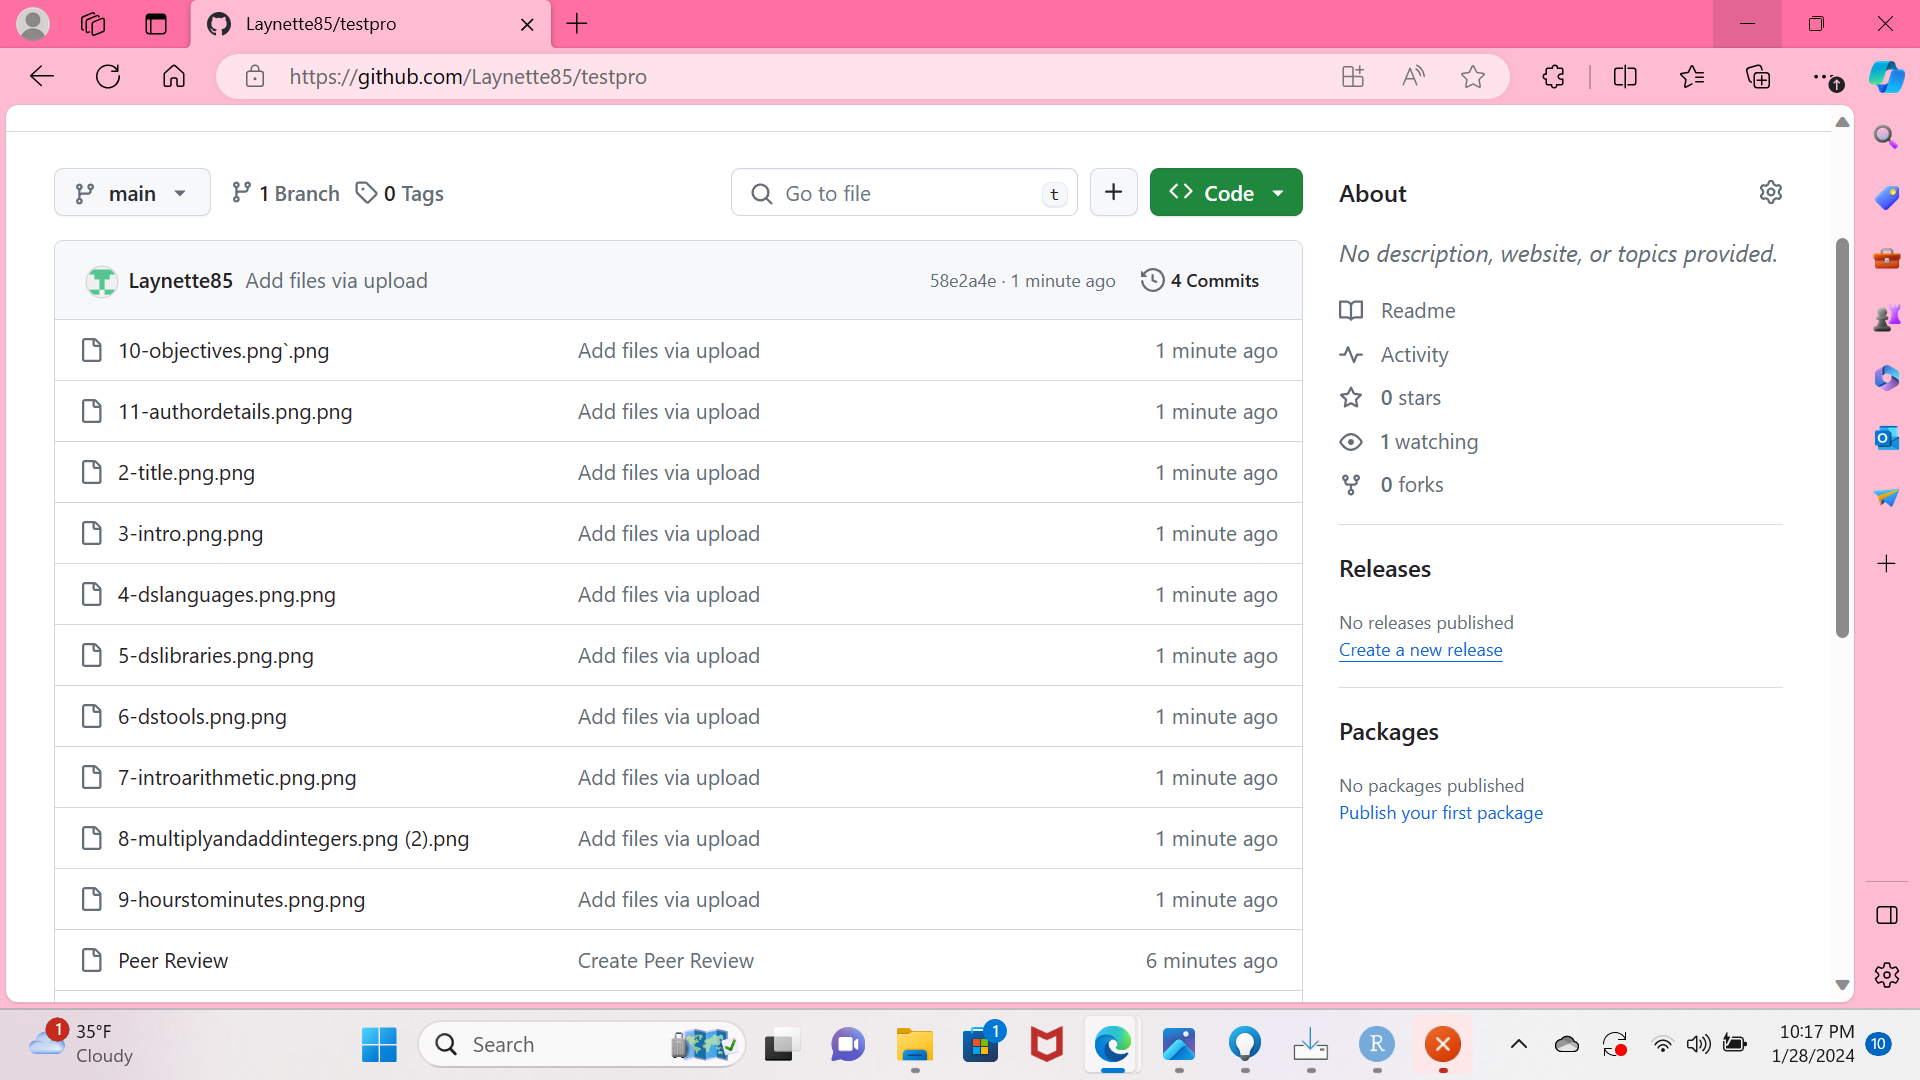 Laynette85/testpro
https://github.com/Laynette85/testpro
main
1 Branch
0 Tags
Go to file
t
Code
About
No description, website, or topics provided.
Laynette85 Add files via upload
58e2a4e · 1 minute ago
4 Commits
10-objectives.png`.png Add files via upload 1 minute ago
11-authordetails.png.png Add files via upload 1 minute ago
2-title.png.png Add files via upload 1 minute ago
3-intro.png.png Add files via upload 1 minute ago
4-dslanguages.png.png Add files via upload 1 minute ago
5-dslibraries.png.png Add files via upload 1 minute ago
6-dstools.png.png Add files via upload 1 minute ago
7-introarithmetic.png.png Add files via upload 1 minute ago
8-multiplyandaddintegers.png (2).png Add files via upload 1 minute ago
9-hourstominutes.png.png Add files via upload 1 minute ago
Peer Review Create Peer Review 6 minutes ago
Readme
Activity
0 stars
1 watching
0 forks
Releases
No releases published
Create a new release
Packages
No packages published
Publish your first package
1
35°F
Cloudy
Search
1
R
10:17 PM
1/28/2024
10